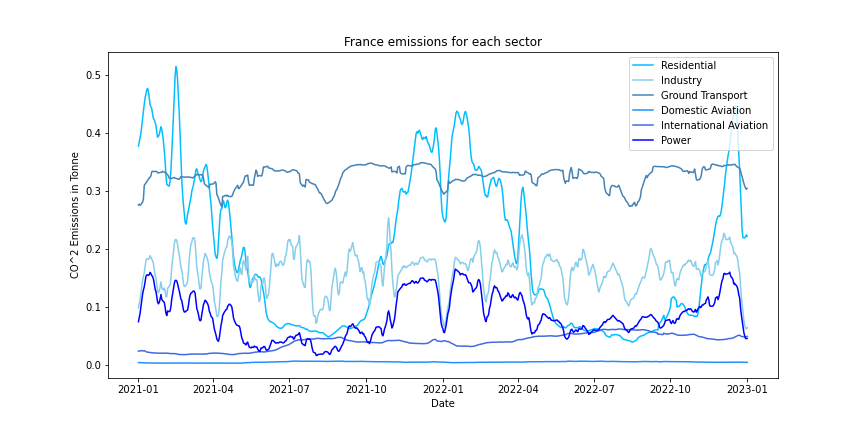 France emissions for each sector
Residential
Industry
Ground Transport
Domestic Aviation
International Aviation
Power
0.5
0.4
0.3
0.2
0.1
0.0
CO^2 Emissions in Tonne
2021-01 2021-04 2021-07 2021-10 2022-01 2022-04 2022-07 2022-10 2023-01
Date